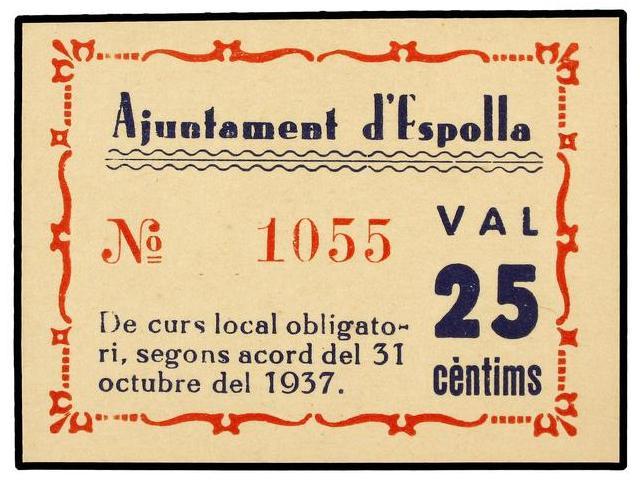 Ajuntament d'Espolla
Nº 1055
VAL
25
cèntims
De curs local obligato-
ri, segons acord del 31
octubre del 1937.